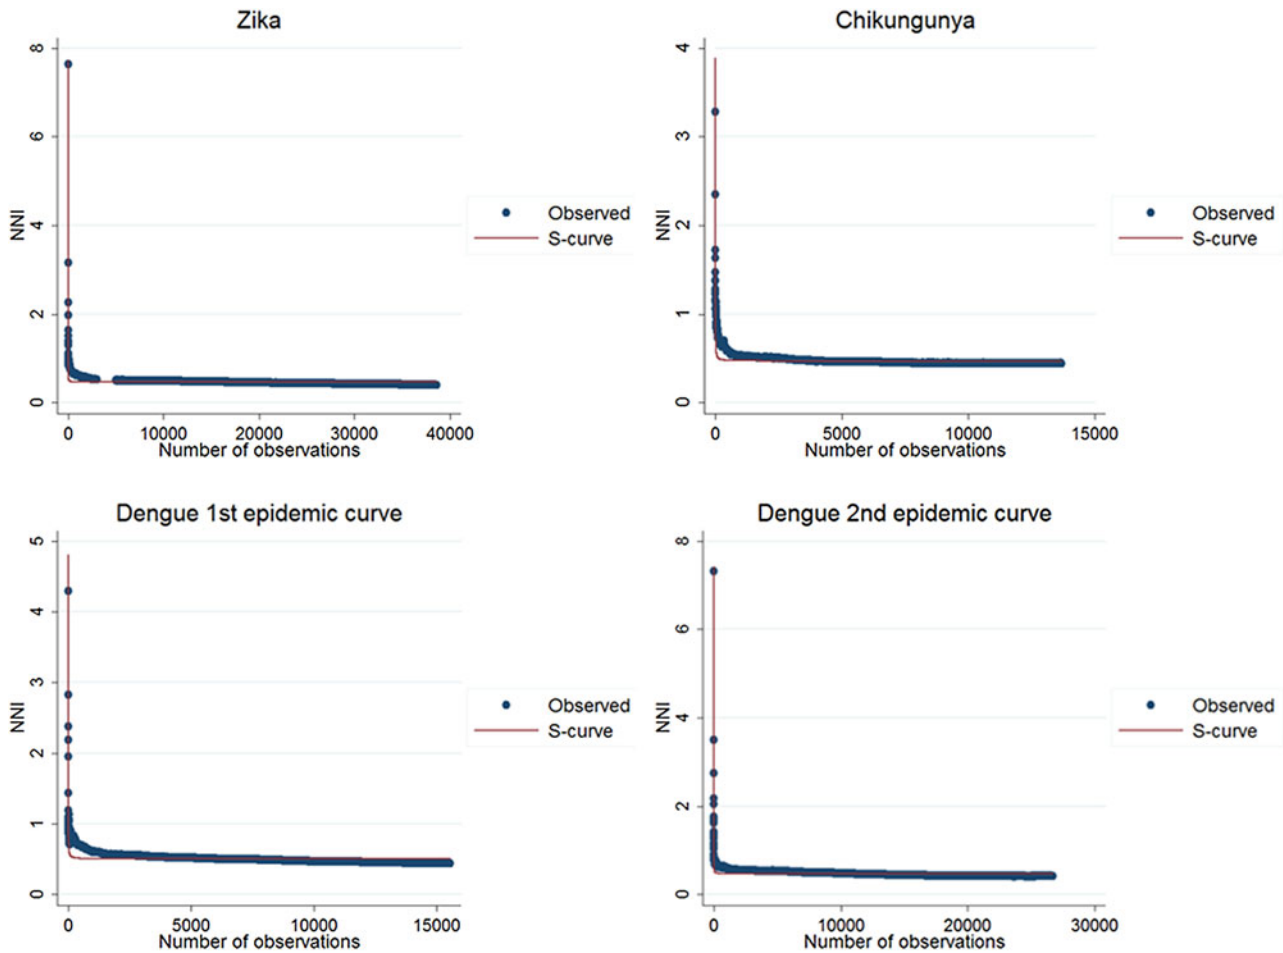 Zika
8
6
4
2
0
NNI
0 10000 20000 30000 40000
Number of observations
Observed
S-curve
Chikungunya
4
3
2
1
0
NNI
0 5000 10000 15000
Number of observations
Observed
S-curve
Dengue 1st epidemic curve
5
4
3
2
1
0
NNI
0 5000 10000 15000
Number of observations
Observed
S-curve
Dengue 2nd epidemic curve
8
6
4
2
0
NNI
0 10000 20000 30000
Number of observations
Observed
S-curve